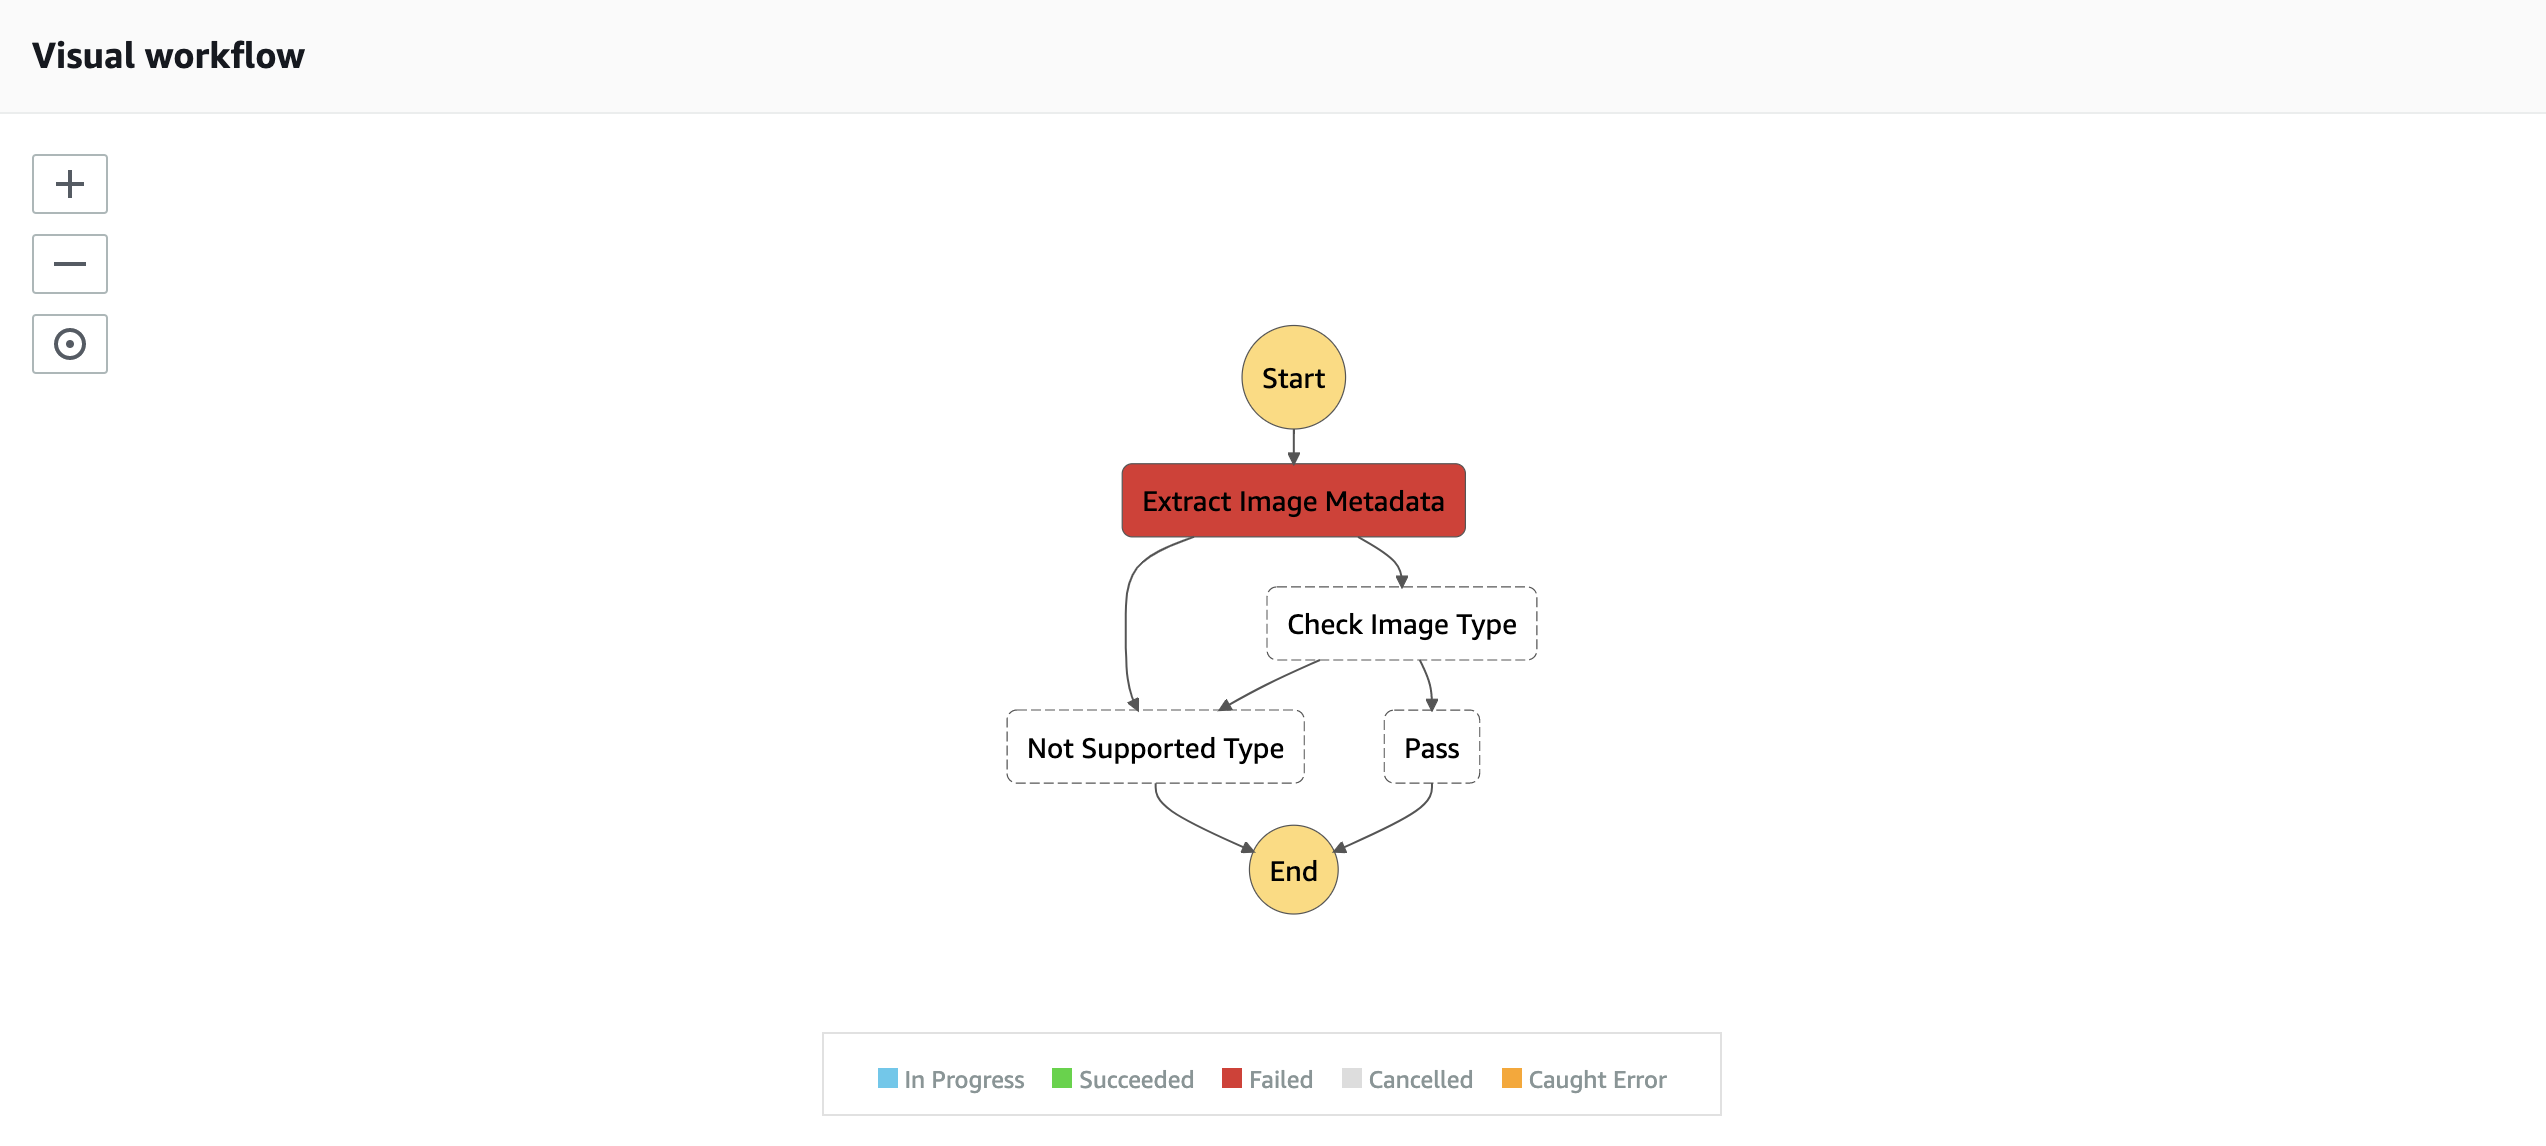 Visual workflow
Start
Extract Image Metadata
Check Image Type
Not Supported Type
Pass
End
In Progress Succeeded Failed Cancelled Caught Error